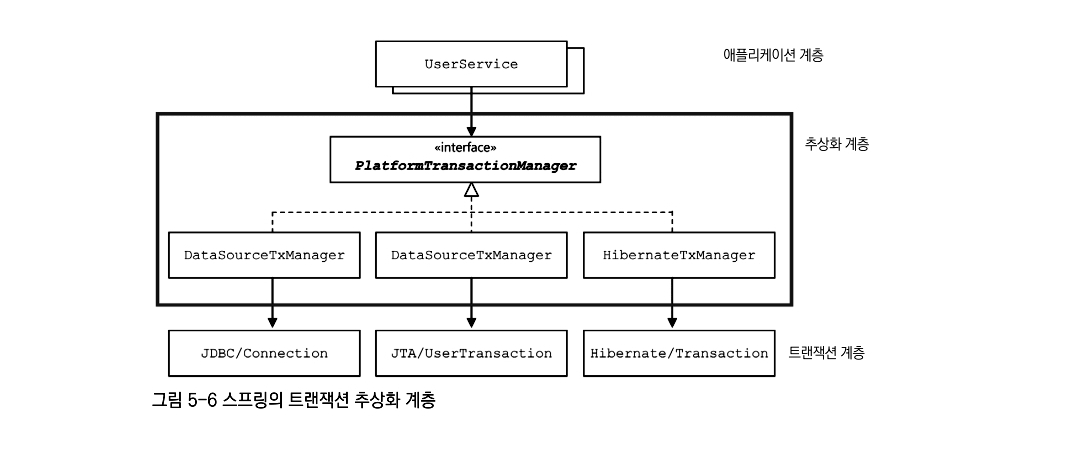 UserService
애플리케이션 계층
«interface»
PlatformTransactionManager
추상화 계층
DataSourceTxManager
DataSourceTxManager
HibernateTxManager
JDBC/Connection
JTA/UserTransaction
Hibernate/Transaction
트랜잭션 계층
그림 5-6 스프링의 트랜잭션 추상화 계층